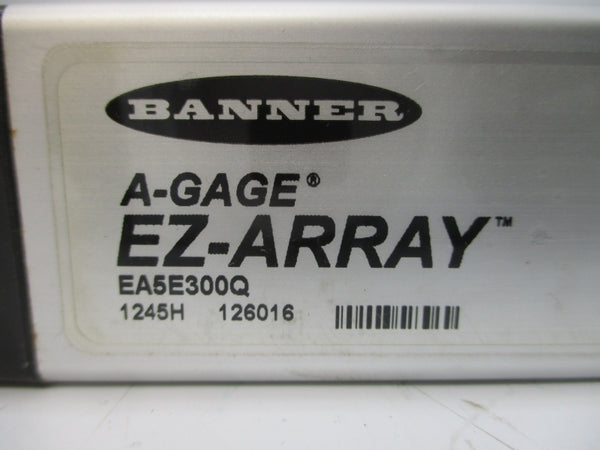 BANNER
A-GAGE®
EZ-ARRAY™
EA5E300Q
1245H 126016